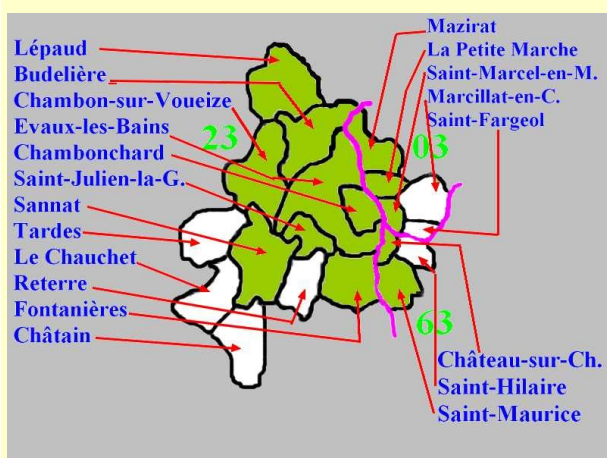 Lépaud
Budelière
Chambon-sur-Voueize
Evaux-les-Bains
Chambonchard
Saint-Julien-la-G.
Sannat
Tardes
Le Chauchet
Reterre
Fontanières
Châtain
23
Mazirat
La Petite Marche
Saint-Marcel-en-M.
Marcillat-en-C.
Saint-Fargeol
03
63
Château-sur-Ch.
Saint-Hilaire
Saint-Maurice